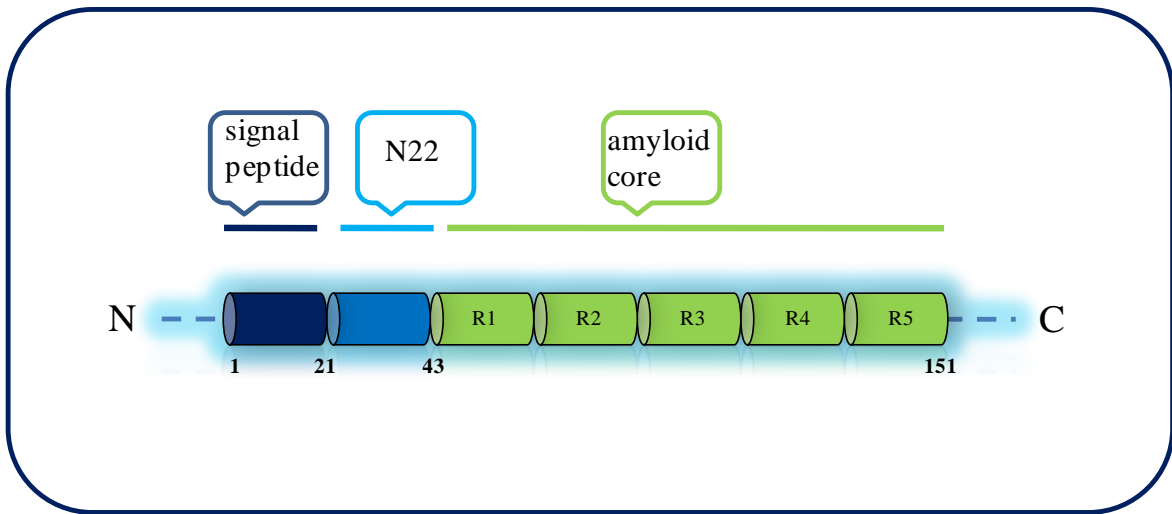 signal
peptide
N22
amyloid
core
N
R1 R2 R3 R4 R5
C
1 21 43 151